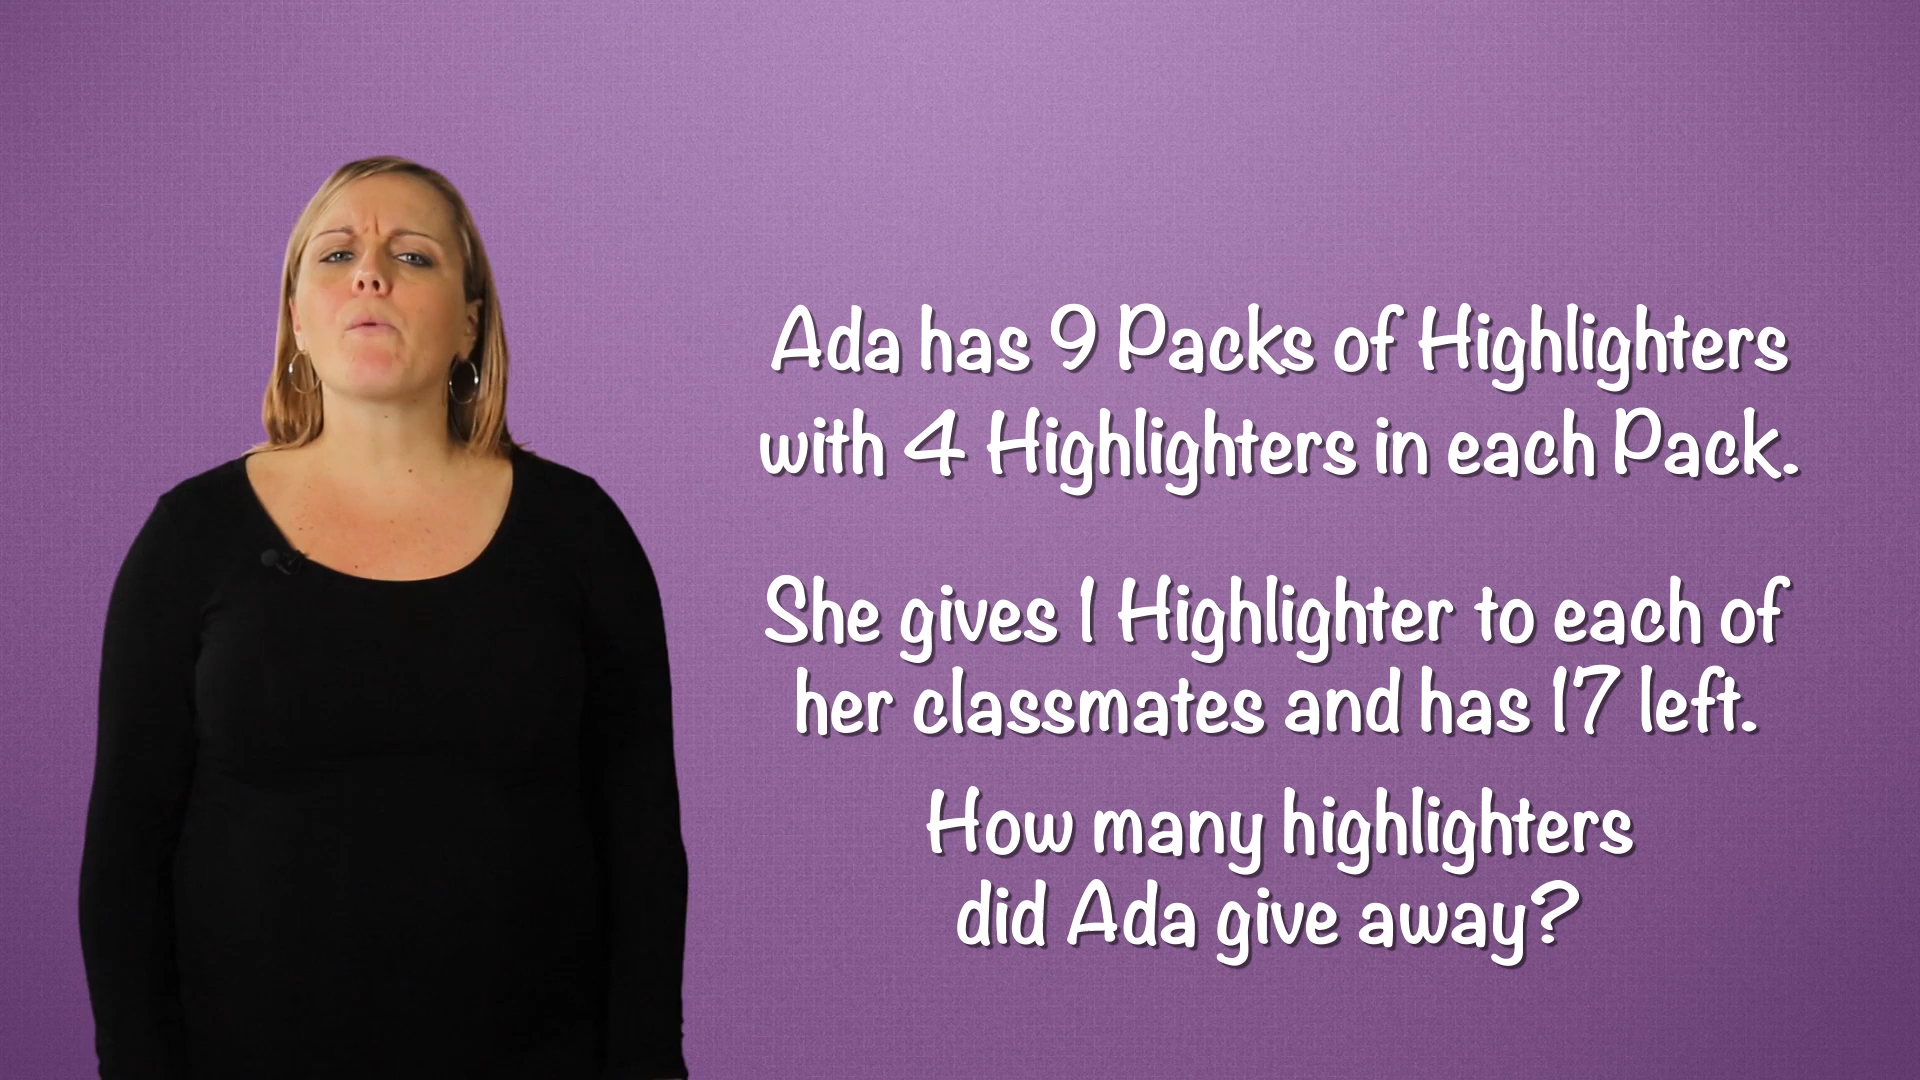 Ada has 9 Packs of Highlighters
with 4 Highlighters in each Pack.
She gives 1 Highlighter to each of
her classmates and has 17 left.
How many highlighters
did Ada give away?